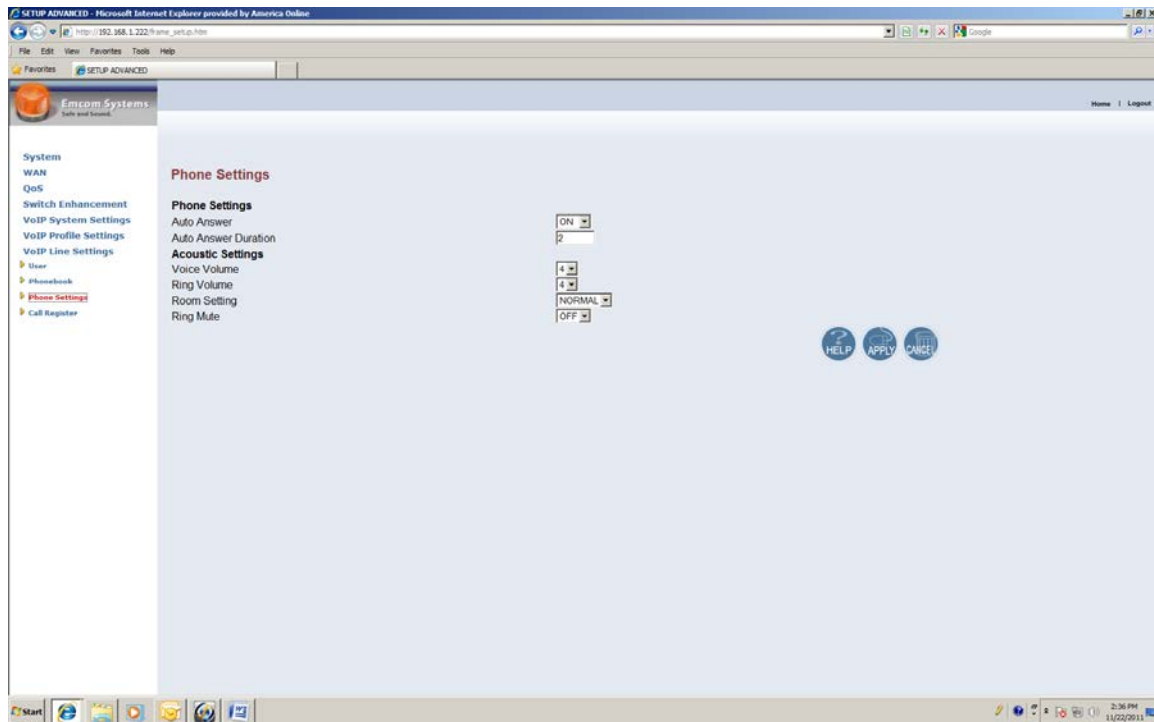 SETUP ADVANCED - Microsoft Internet Explorer provided by America Online
http://192.168.1.222/frame_setup.htm
Google
File Edit View Favorites Tools Help
Favorites SETUP ADVANCED
Emcom Systems
Safe and Sound.
Home | Logout
System
WAN
QoS
Switch Enhancement
VoIP System Settings
VoIP Profile Settings
VoIP Line Settings
User
Phonebook
Phone Settings
Call Register
Phone Settings
Phone Settings
Auto Answer ON
Auto Answer Duration 2
Acoustic Settings
Voice Volume 4
Ring Volume 4
Room Setting NORMAL
Ring Mute OFF
HELP APPLY CANCEL
Start
2:36 PM
11/22/2011